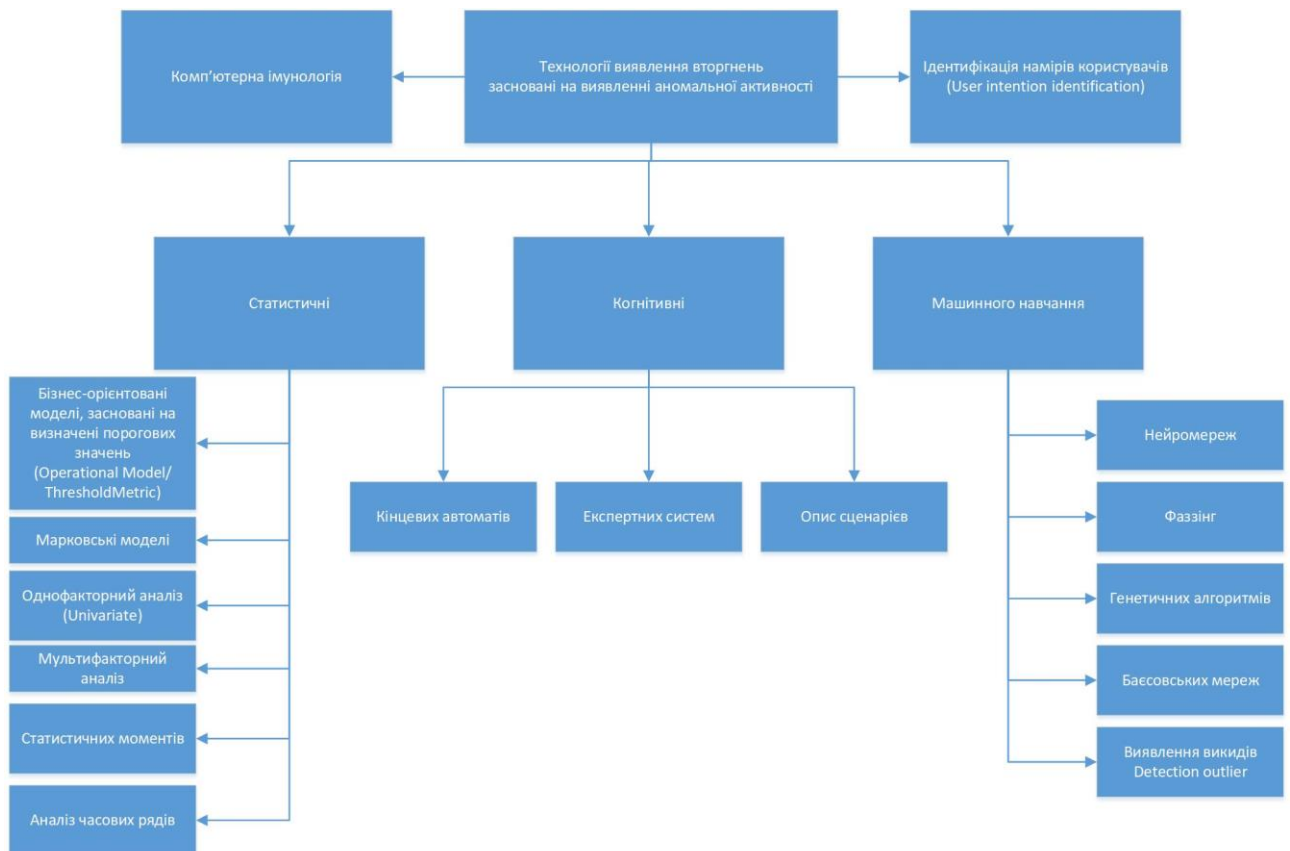 Комп’ютерна імунологія
Технології виявлення вторгнень
засновані на виявленні аномальної активності
Ідентифікація намірів користувачів
(User intention identification)
Статистичні
Когнітивні
Машинного навчання
Бізнес-орієнтовані
моделі, засновані на
визначені порогових
значень
(Operational Model/
ThresholdMetric)
Марковські моделі
Однофакторний аналіз
(Univariate)
Мультифакторний
аналіз
Статистичних моментів
Аналіз часових рядів
Кінцевих автоматів
Експертних систем
Опис сценарієв
Нейромереж
Фаззінг
Генетичних алгоритмів
Баєсовських мереж
Виявлення викидів
Detection outlier